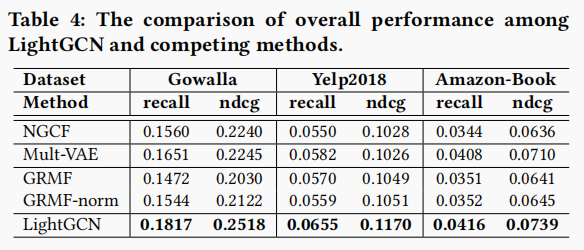 Table 4: The comparison of overall performance among
LightGCN and competing methods.
Dataset Gowalla Yelp2018 Amazon-Book
Method recall ndcg recall ndcg recall ndcg
NGCF 0.1560 0.2240 0.0550 0.1028 0.0344 0.0636
Mult-VAE 0.1651 0.2245 0.0582 0.1026 0.0408 0.0710
GRMF 0.1472 0.2030 0.0570 0.1049 0.0351 0.0641
GRMF-norm 0.1544 0.2122 0.0559 0.1051 0.0352 0.0645
LightGCN 0.1817 0.2518 0.0655 0.1170 0.0416 0.0739